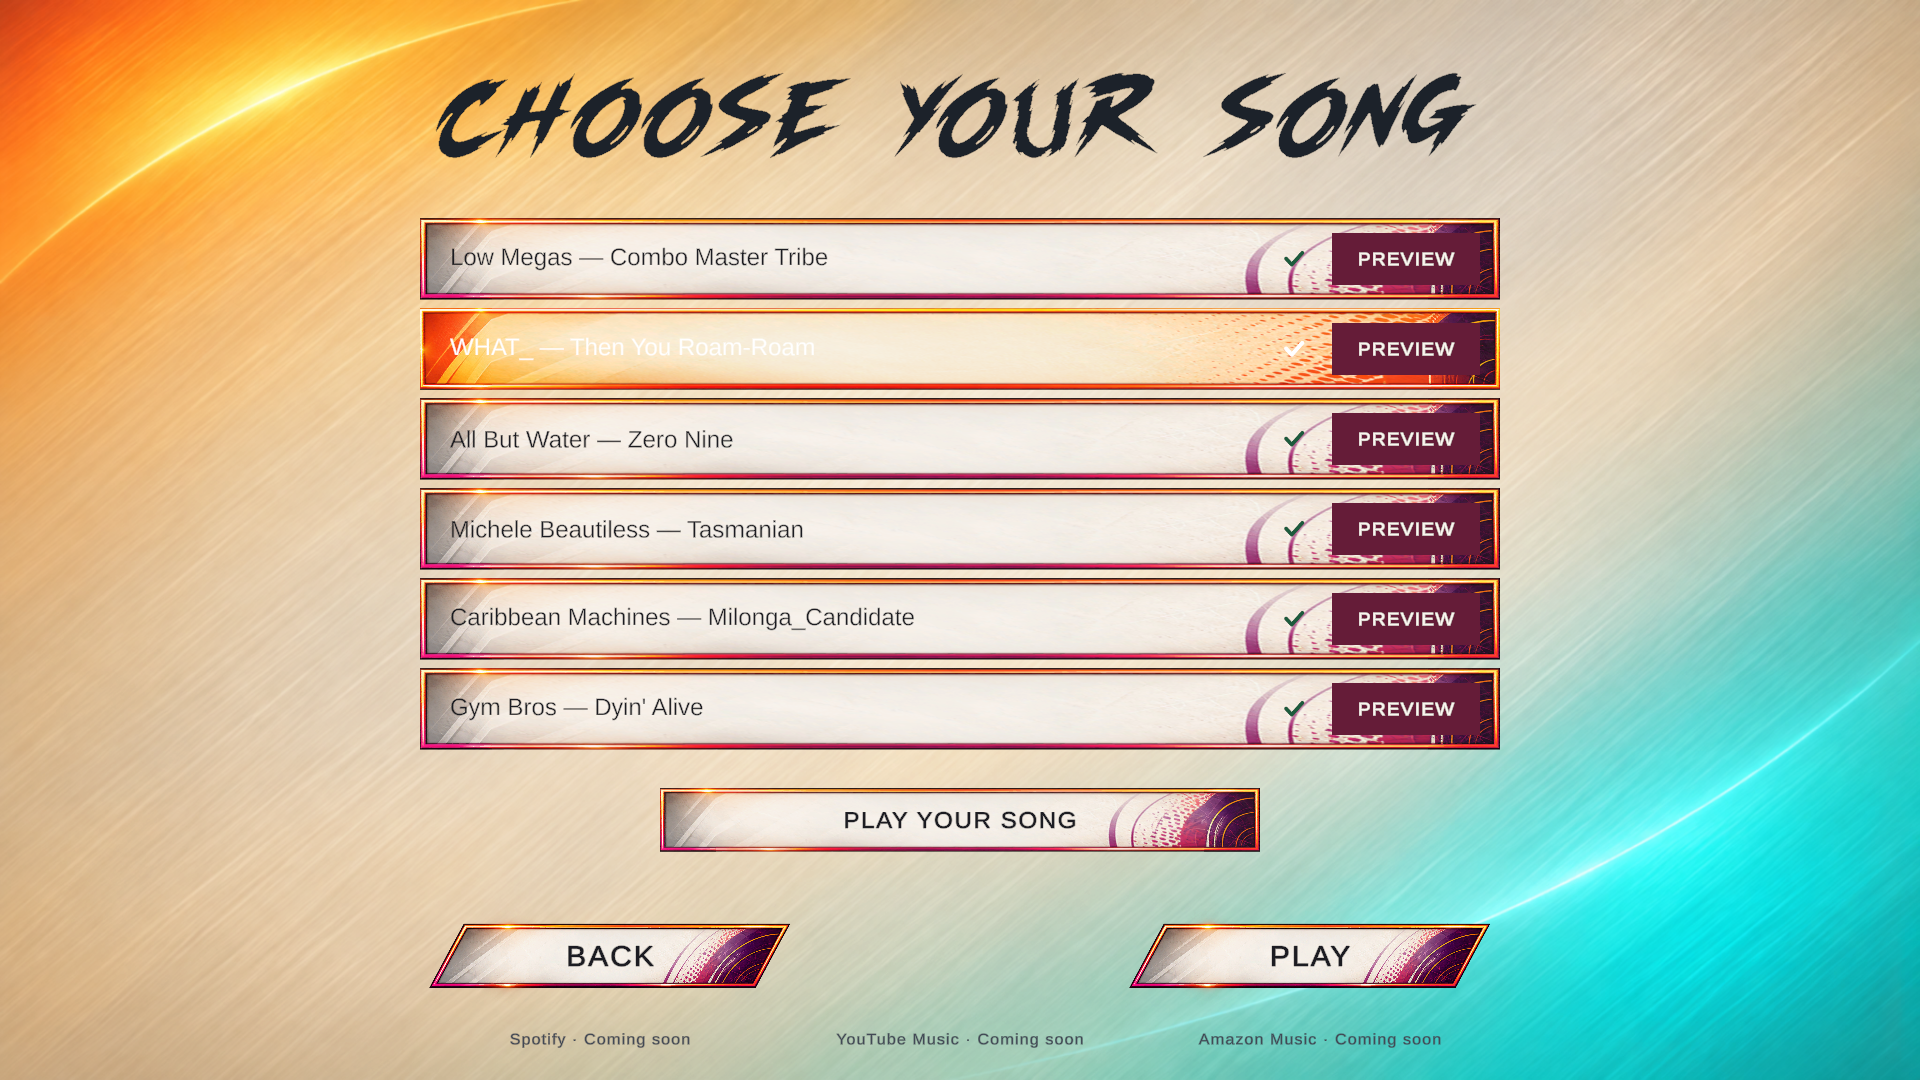 CHOOSE YOUR SONG
Low Megas — Combo Master Tribe
PREVIEW
WHAT_ — Then You Roam-Roam
PREVIEW
All But Water — Zero Nine
PREVIEW
Michele Beautiless — Tasmanian
PREVIEW
Caribbean Machines — Milonga_Candidate
PREVIEW
Gym Bros — Dyin' Alive
PREVIEW
PLAY YOUR SONG
BACK
PLAY
Spotify · Coming soon
YouTube Music · Coming soon
Amazon Music · Coming soon